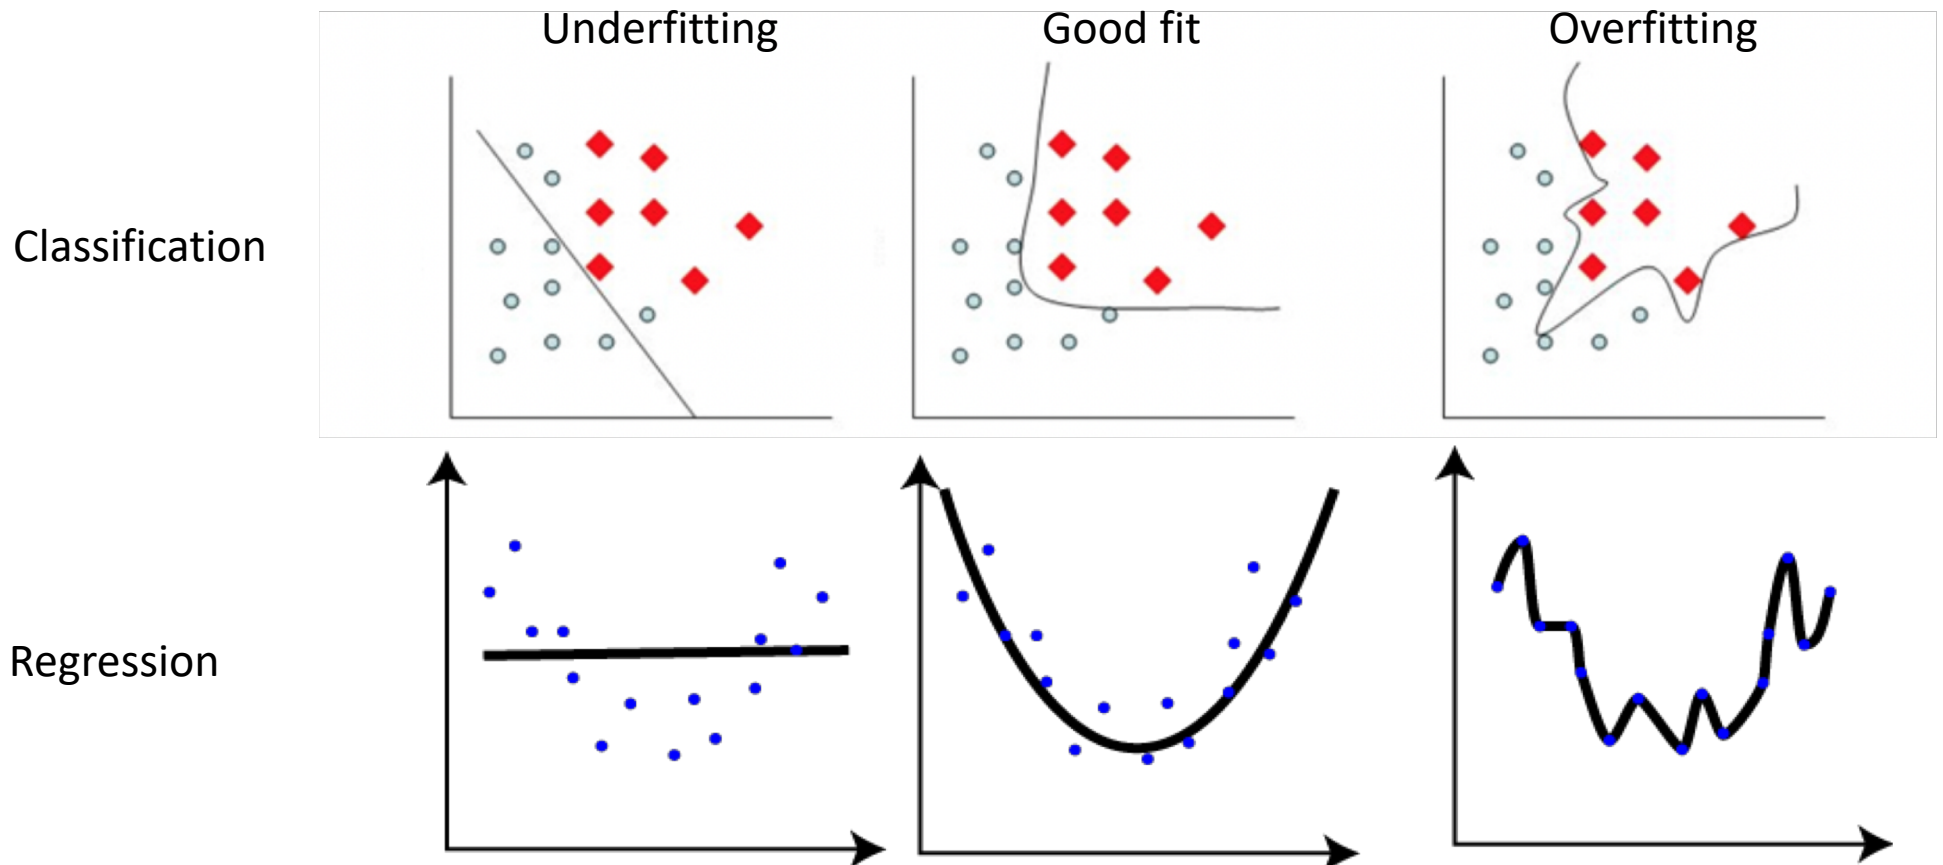 Underfitting
Good fit
Overfitting
Classification
Regression